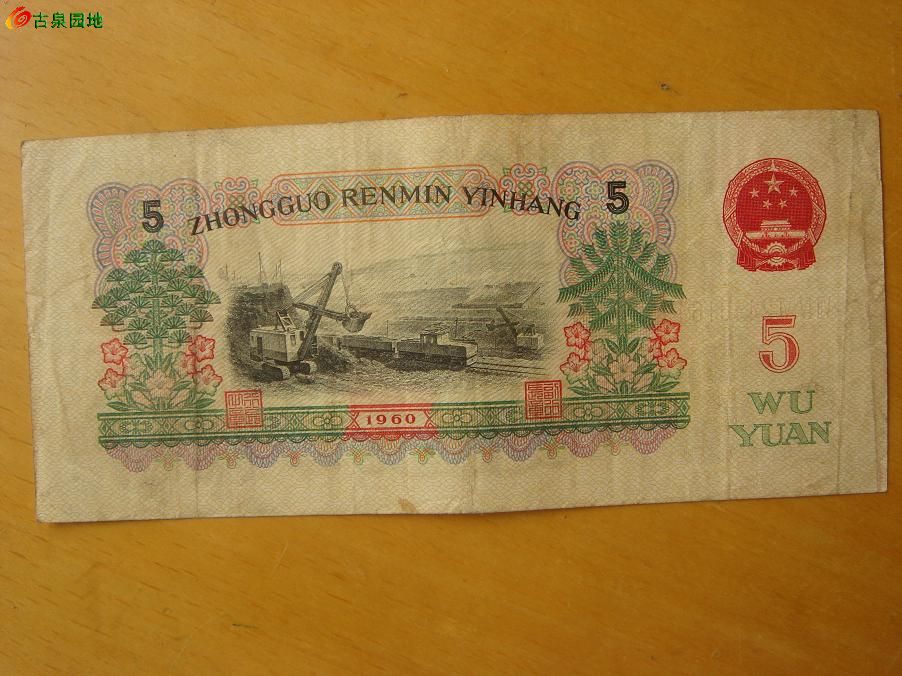 古泉园地
5 ZHONGGUO RENMIN YINHANG 5
5
WU
YUAN
1960